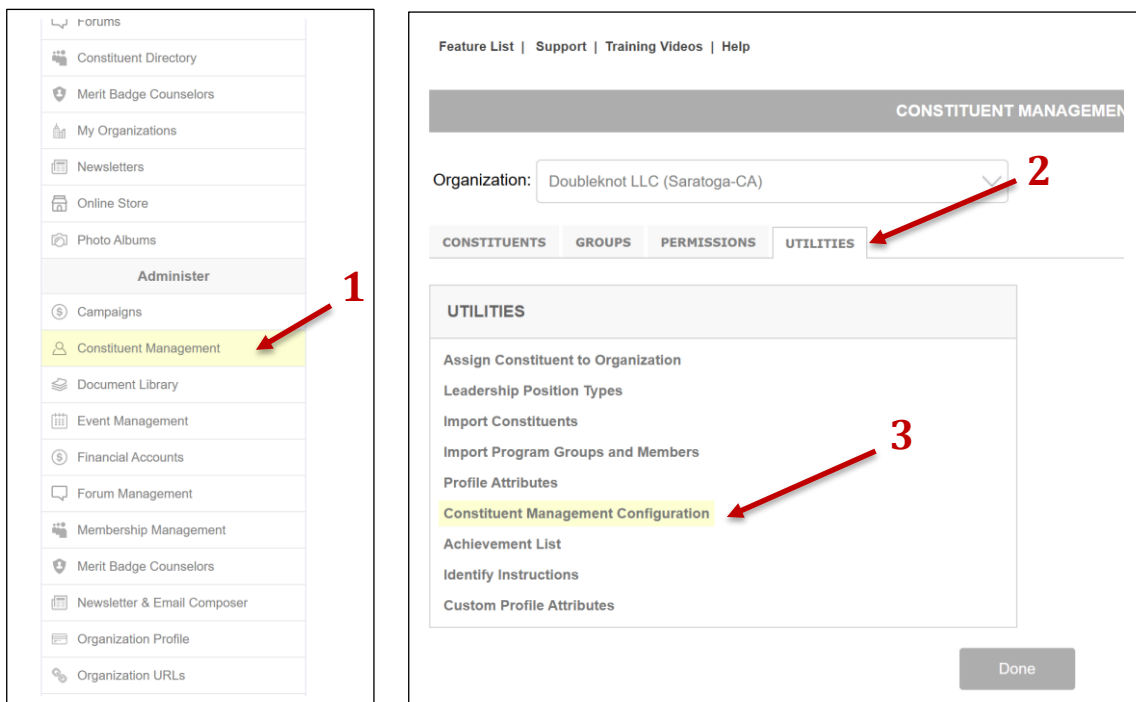 Forums
Constituent Directory
Merit Badge Counselors
My Organizations
Newsletters
Online Store
Photo Albums
Administer
1
Campaigns
Constituent Management
Document Library
Event Management
Financial Accounts
Forum Management
Membership Management
Merit Badge Counselors
Newsletter & Email Composer
Organization Profile
Organization URLs
Feature List | Support | Training Videos | Help
CONSTITUENT MANAGEMEN
Organization: Doubleknot LLC (Saratoga-CA)
2
CONSTITUENTS GROUPS PERMISSIONS UTILITIES
UTILITIES
Assign Constituent to Organization
Leadership Position Types
Import Constituents
3
Import Program Groups and Members
Profile Attributes
Constituent Management Configuration
Achievement List
Identify Instructions
Custom Profile Attributes
Done